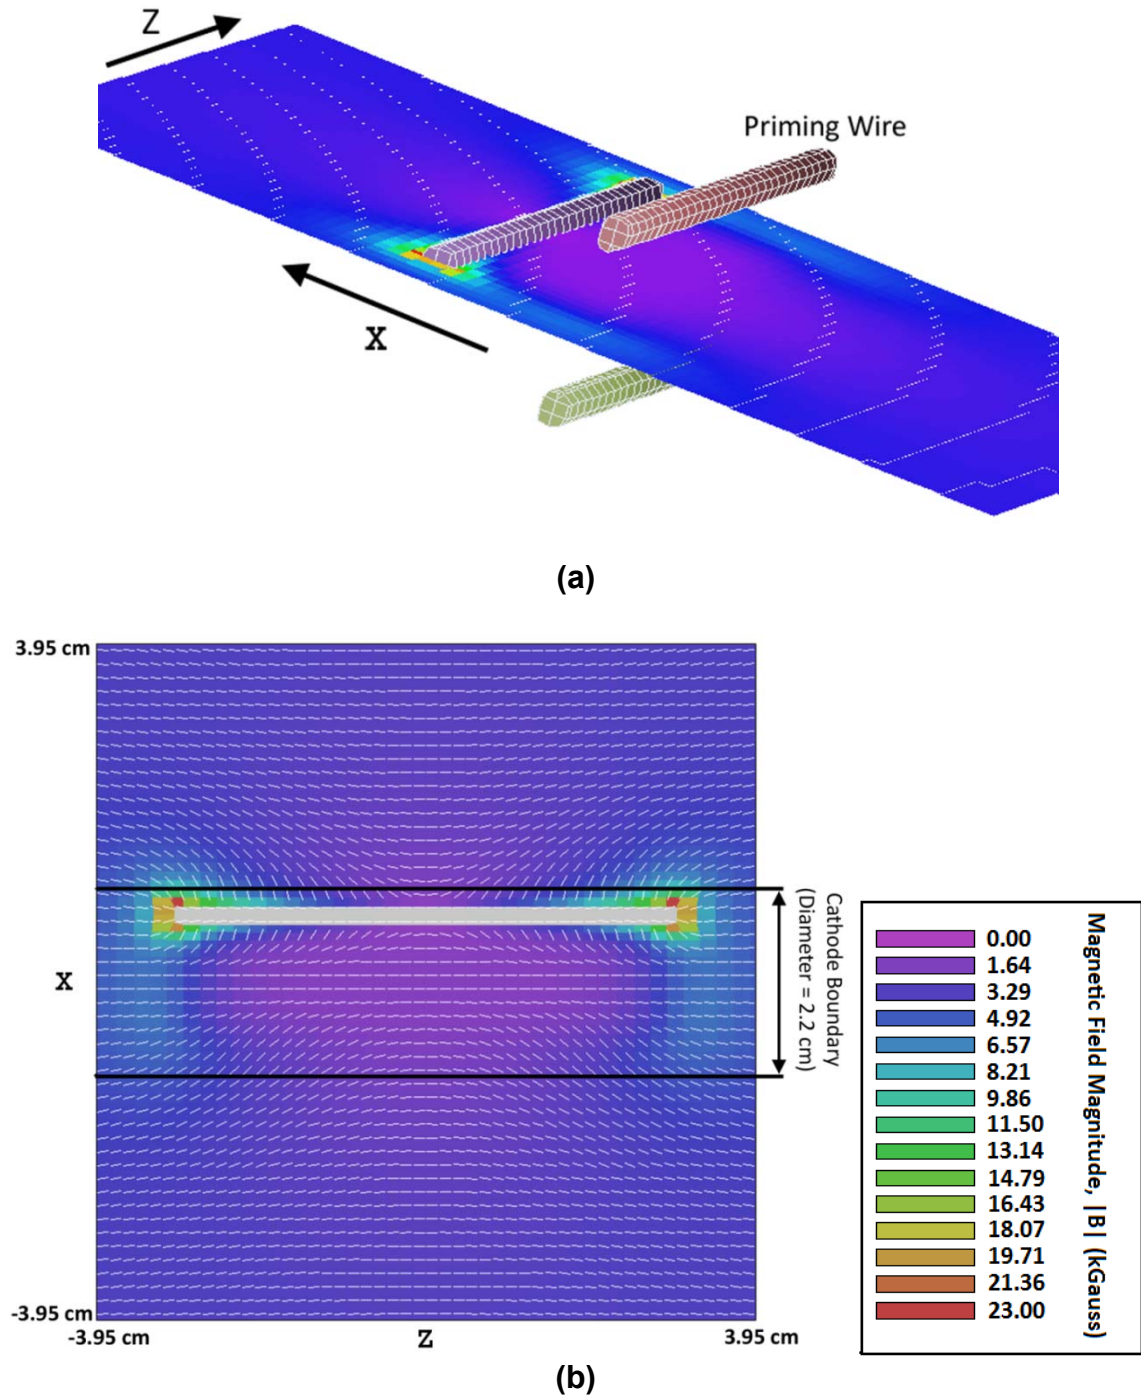 Z
Priming Wire
X
(a)
3.95 cm
X
-3.95 cm
-3.95 cm
Z
3.95 cm
Cathode Boundary
(Diameter = 2.2 cm)
0.00
1.64
3.29
4.92
6.57
8.21
9.86
11.50
13.14
14.79
16.43
18.07
19.71
21.36
23.00
Magnetic Field Magnitude, |B| (kGauss)
(b)